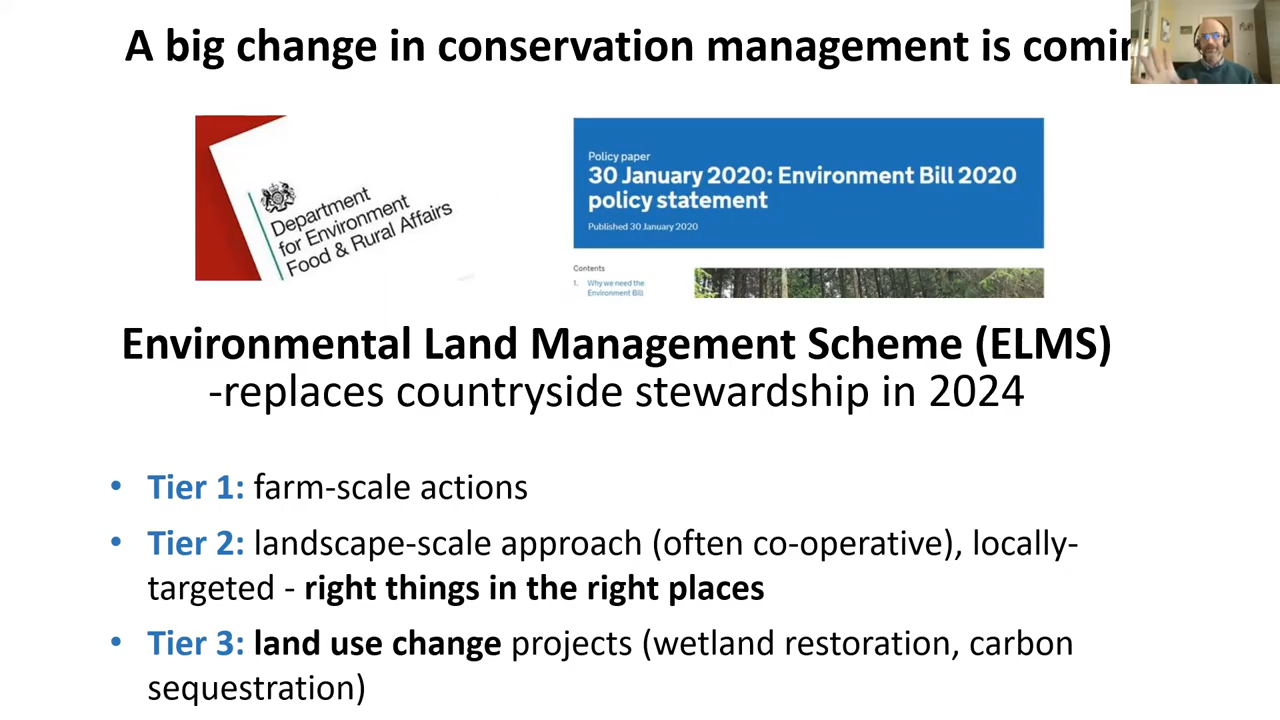 A big change in conservation management is comin
Department
for Environment
Food & Rural Affairs
Policy paper
30 January 2020: Environment Bill 2020
policy statement
Published 30 January 2020
Contents
1. Why we need the
Environment Bill
Environmental Land Management Scheme (ELMS)
-replaces countryside stewardship in 2024
• Tier 1: farm-scale actions
• Tier 2: landscape-scale approach (often co-operative), locally-
targeted - right things in the right places
• Tier 3: land use change projects (wetland restoration, carbon
sequestration)